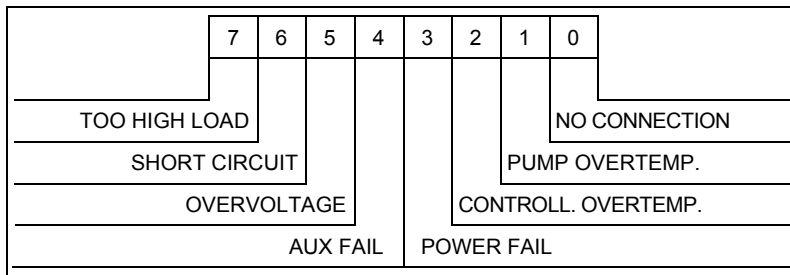 7 6 5 4 3 2 1 0
TOO HIGH LOAD NO CONNECTION
SHORT CIRCUIT PUMP OVERTEMP.
OVERVOLTAGE CONTROLL. OVERTEMP.
AUX FAIL POWER FAIL